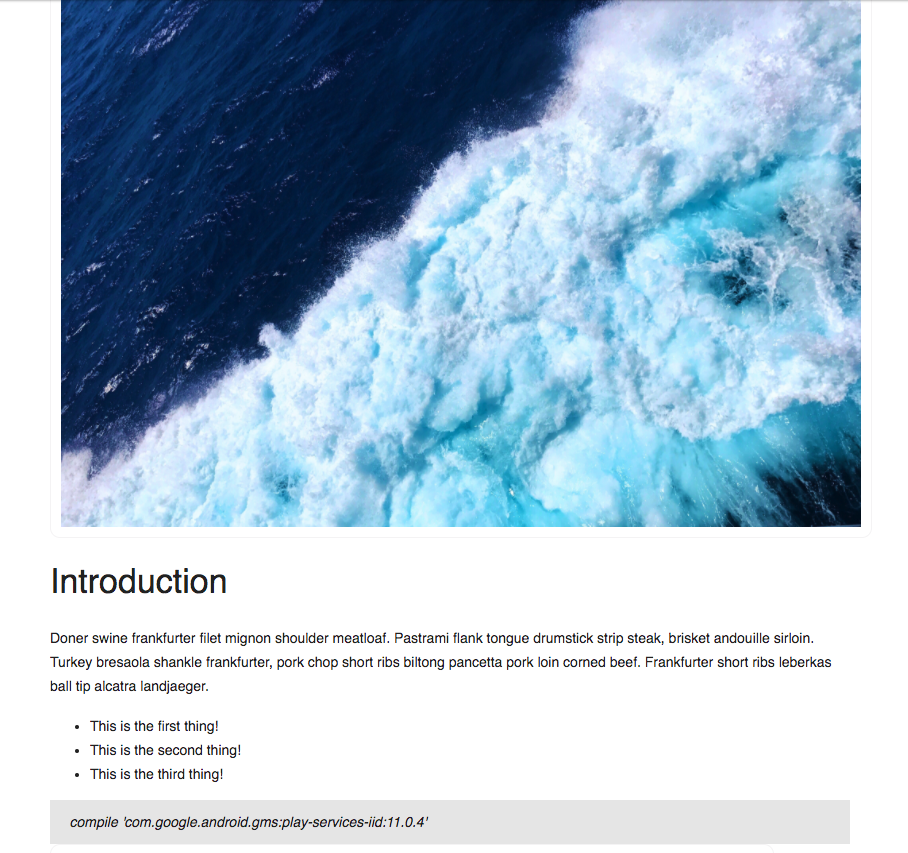 Introduction
Doner swine frankfurter filet mignon shoulder meatloaf. Pastrami flank tongue drumstick strip steak, brisket andouille sirloin.
Turkey bresaola shankle frankfurter, pork chop short ribs biltong pancetta pork loin corned beef. Frankfurter short ribs leberkas
ball tip alcatra landjaeger.
• This is the first thing!
• This is the second thing!
• This is the third thing!
compile 'com.google.android.gms:play-services-iid:11.0.4'